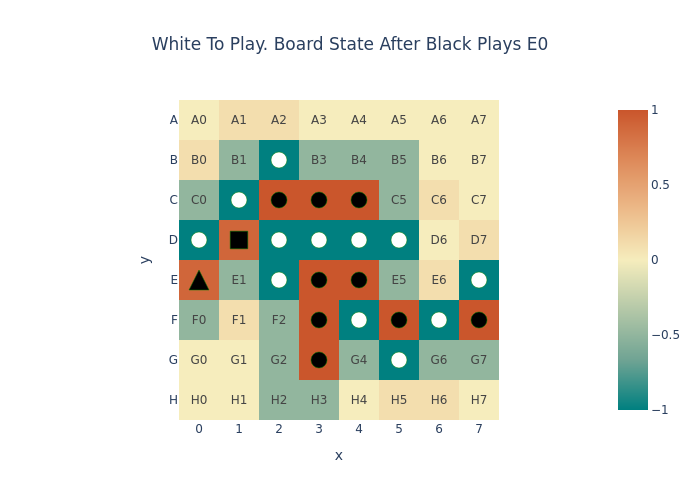 White To Play. Board State After Black Plays E0
A A0 A1 A2 A3 A4 A5 A6 A7
B B0 B1 B3 B4 B5 B6 B7
C C0 C5 C6 C7
D D6 D7
E E1 E5 E6
F F0 F1 F2
G G0 G1 G2 G4 G6 G7
H H0 H1 H2 H3 H4 H5 H6 H7
0 1 2 3 4 5 6 7
x
y
1
0.5
0
−0.5
−1